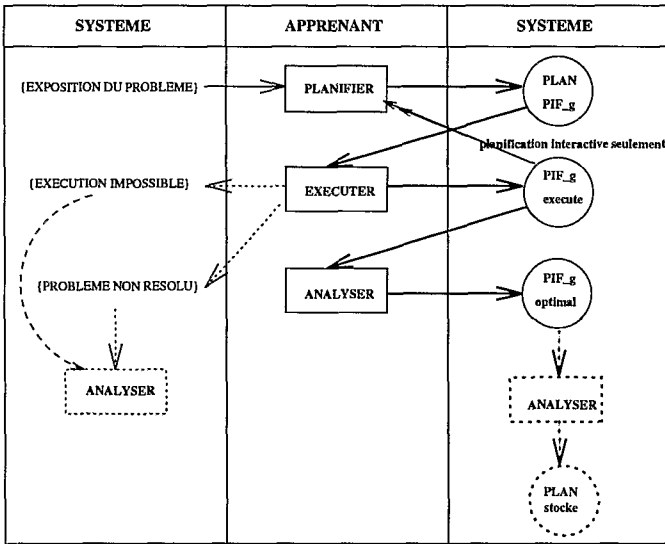 SYSTEME
APPRENANT
SYSTEME
{EXPOSITION DU PROBLEME}
PLANIFIER
PLAN
PIF_g
planification interactive seulement
{EXECUTION IMPOSSIBLE}
EXECUTER
PIF_g
execute
{PROBLEME NON RESOLU}
ANALYSER
PIF_g
optimal
ANALYSER
ANALYSER
PLAN
stocke